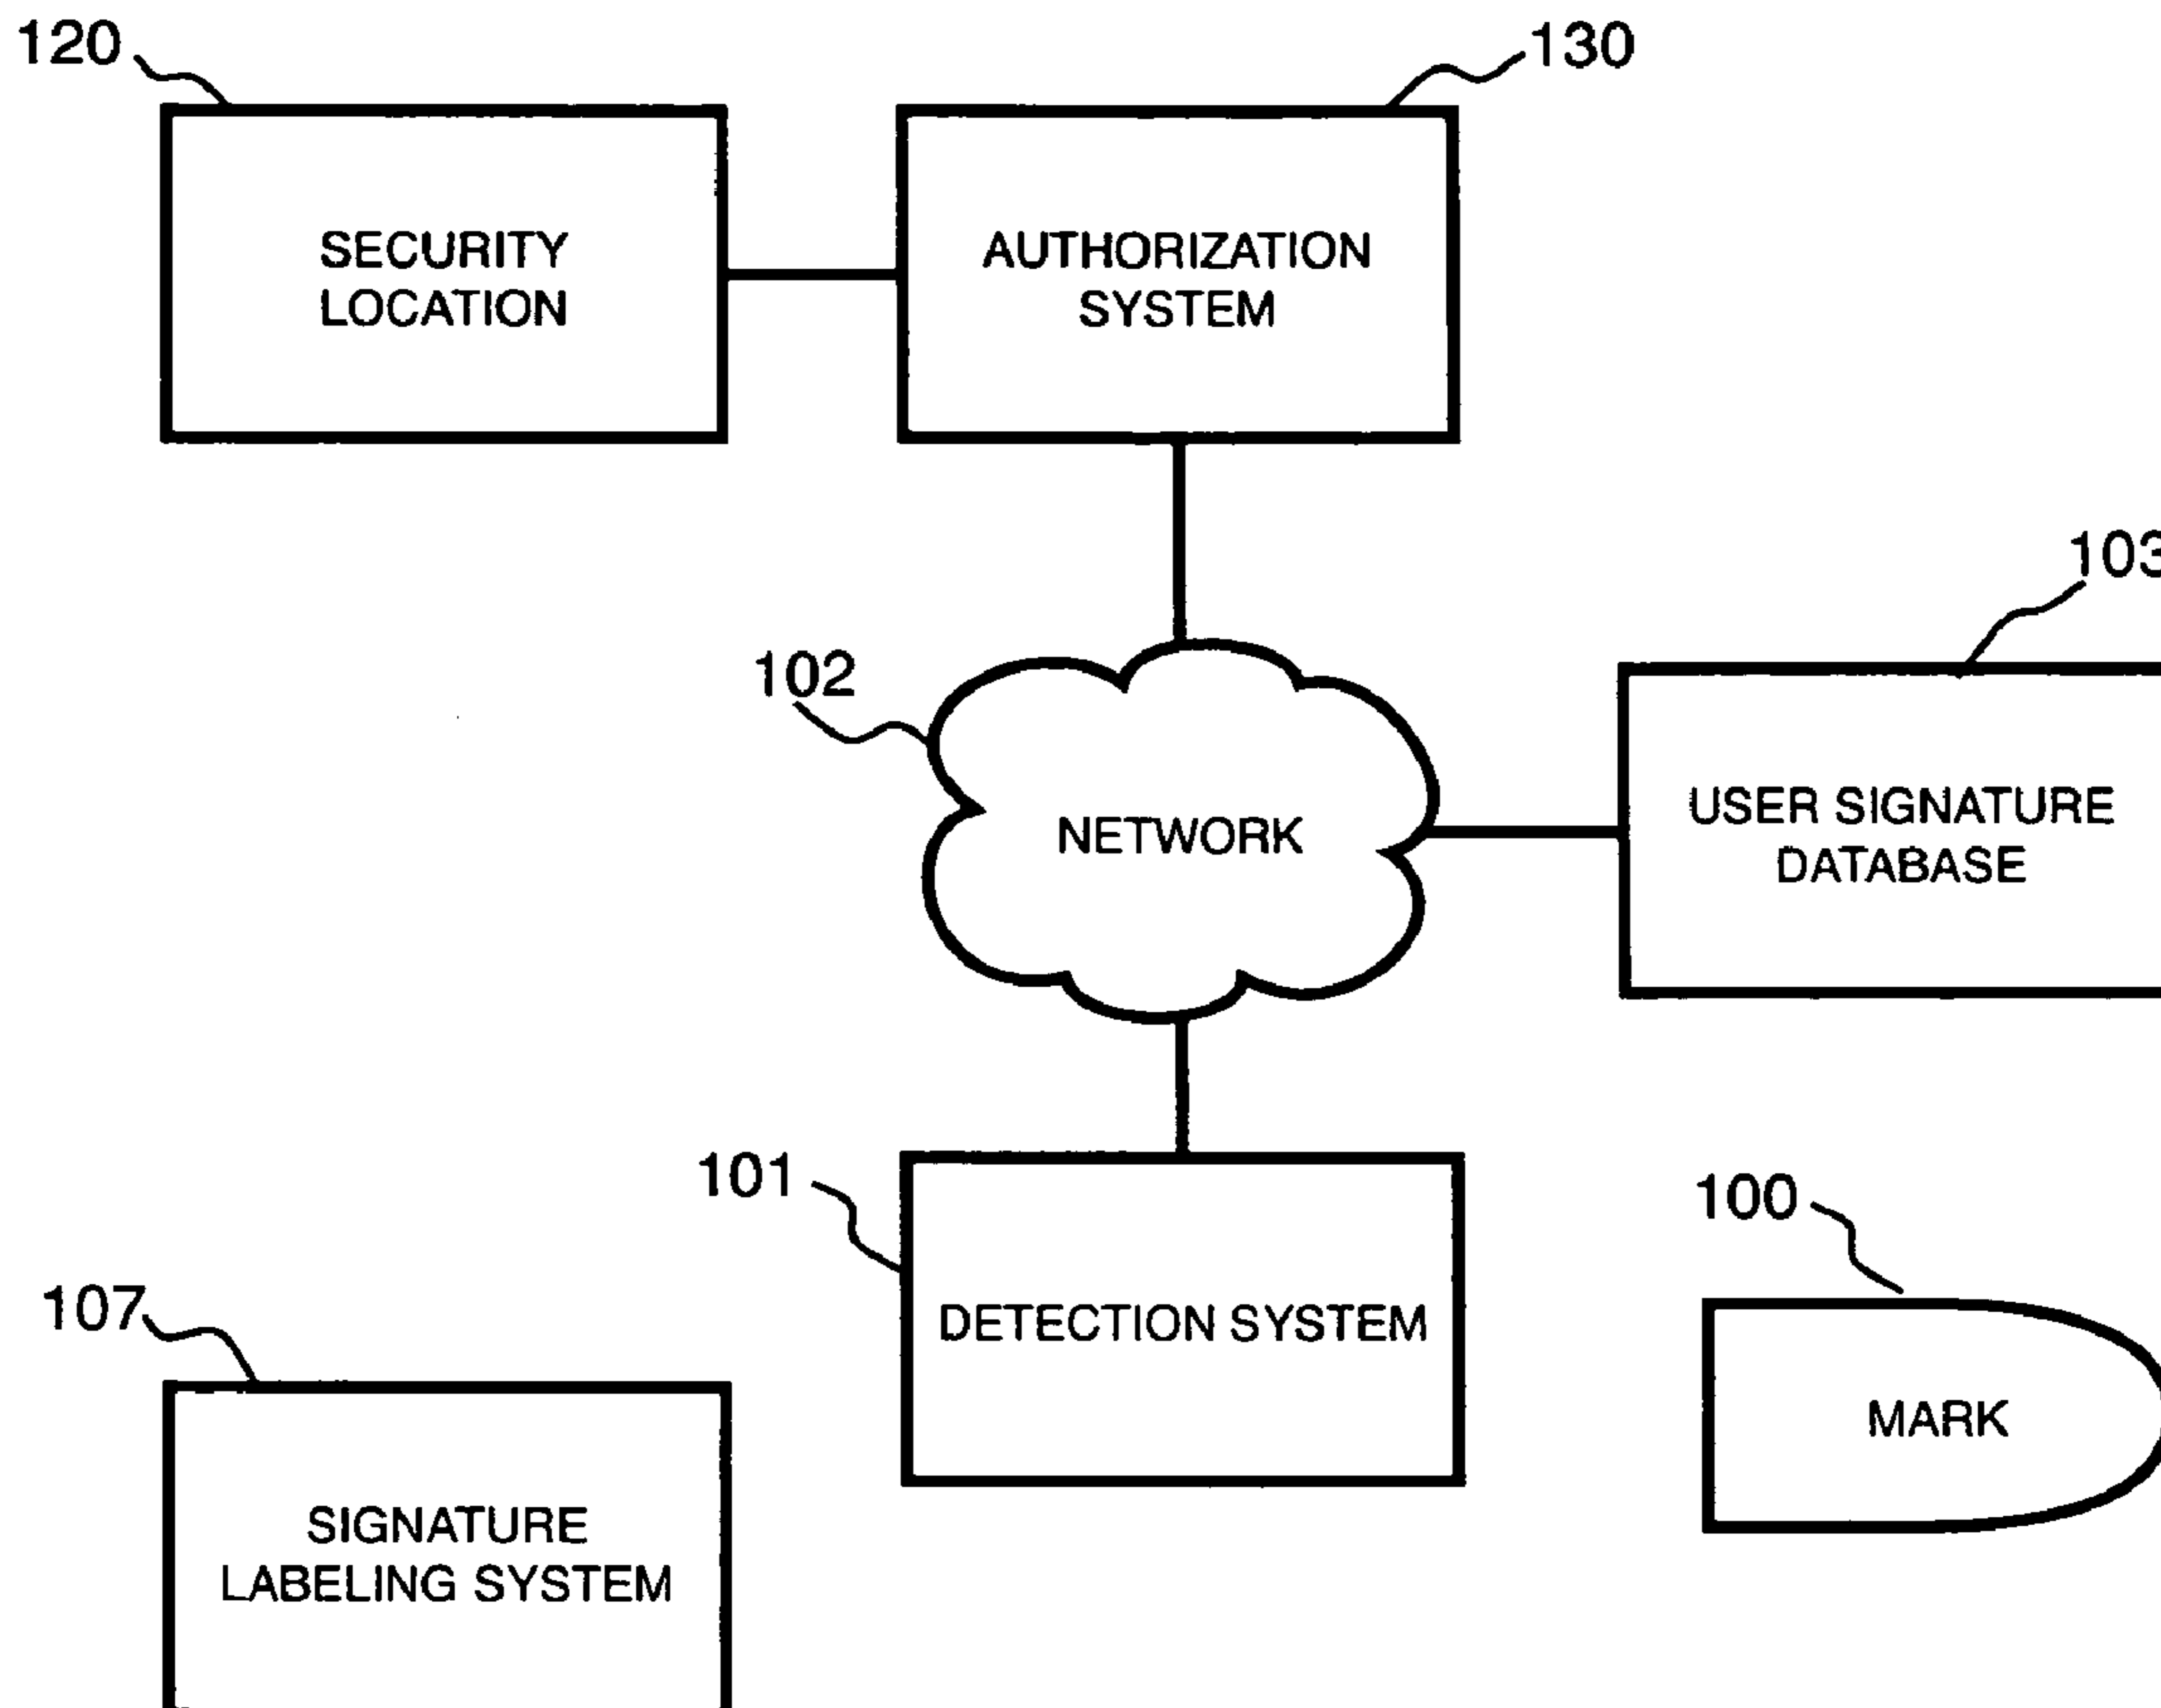 120
130
SECURITY
LOCATION
AUTHORIZATION
SYSTEM
103
102
USER SIGNATURE
DATABASE
NETWORK
101
100
107
DETECTION SYSTEM
MARK
SIGNATURE
LABELING SYSTEM